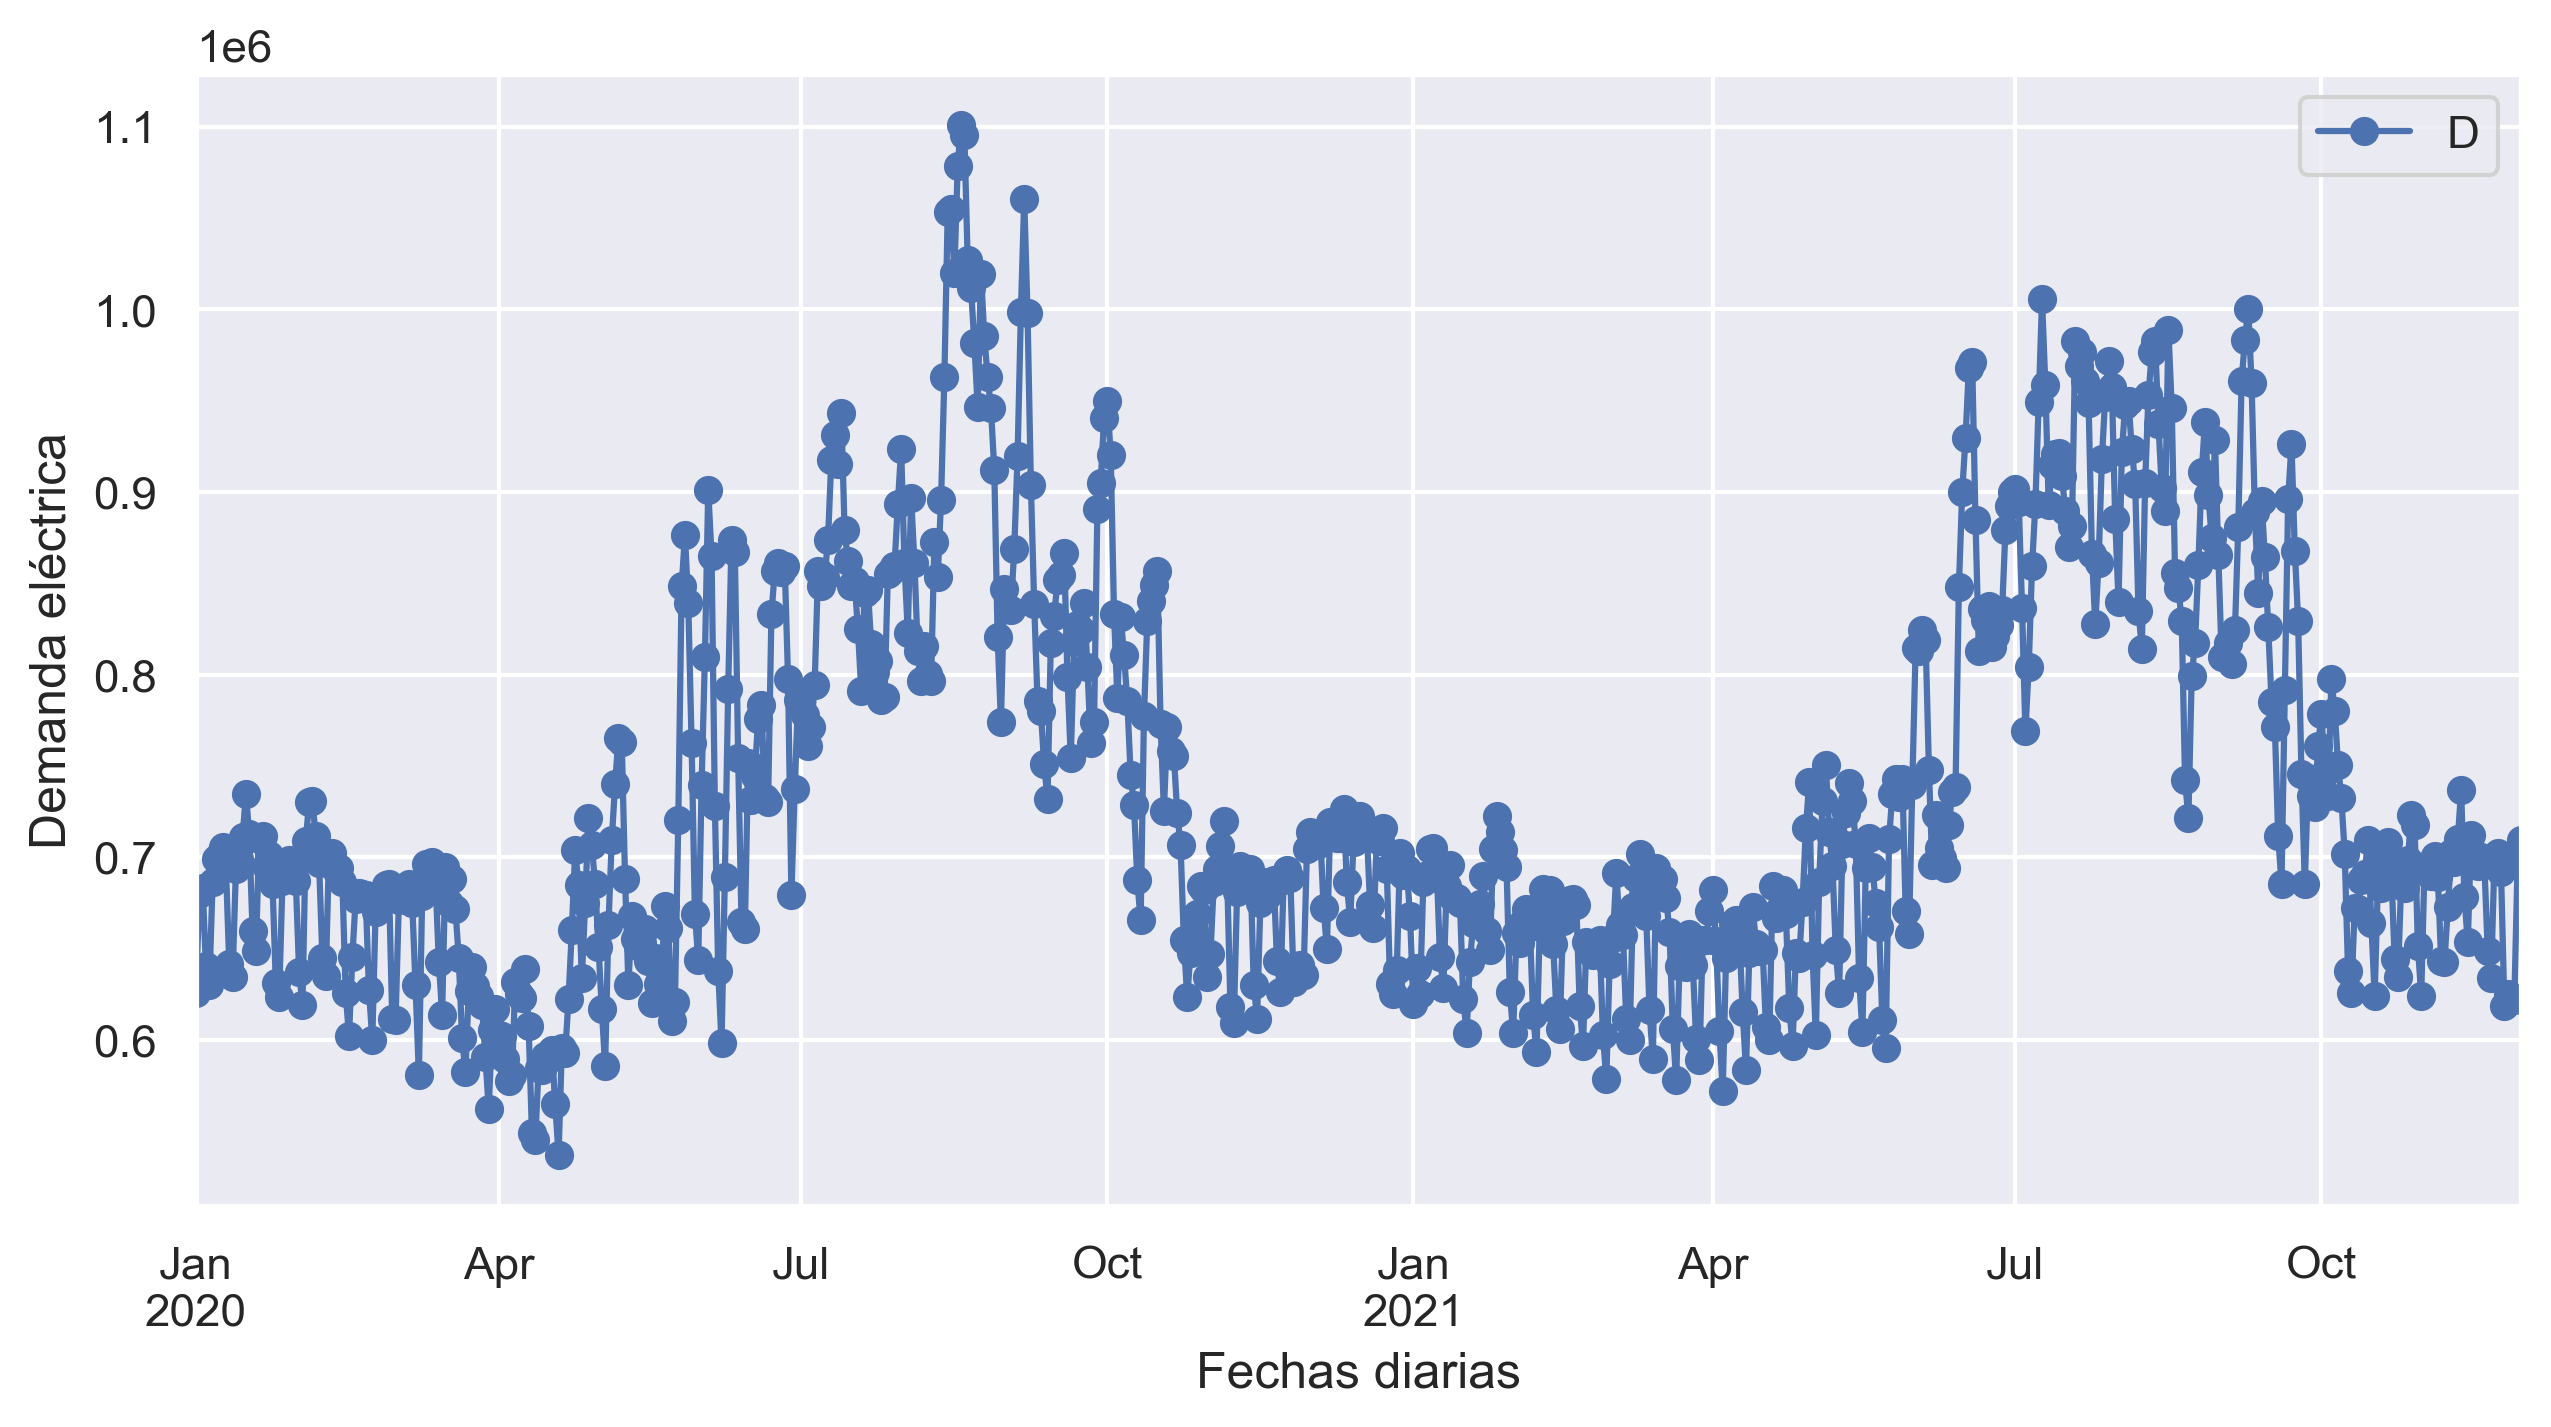 1e6
D
1.1
1.0
0.9
0.8
0.7
0.6
Demanda eléctrica
Jan Apr Jul Oct Jan Apr Jul Oct
2020 2021
Fechas diarias